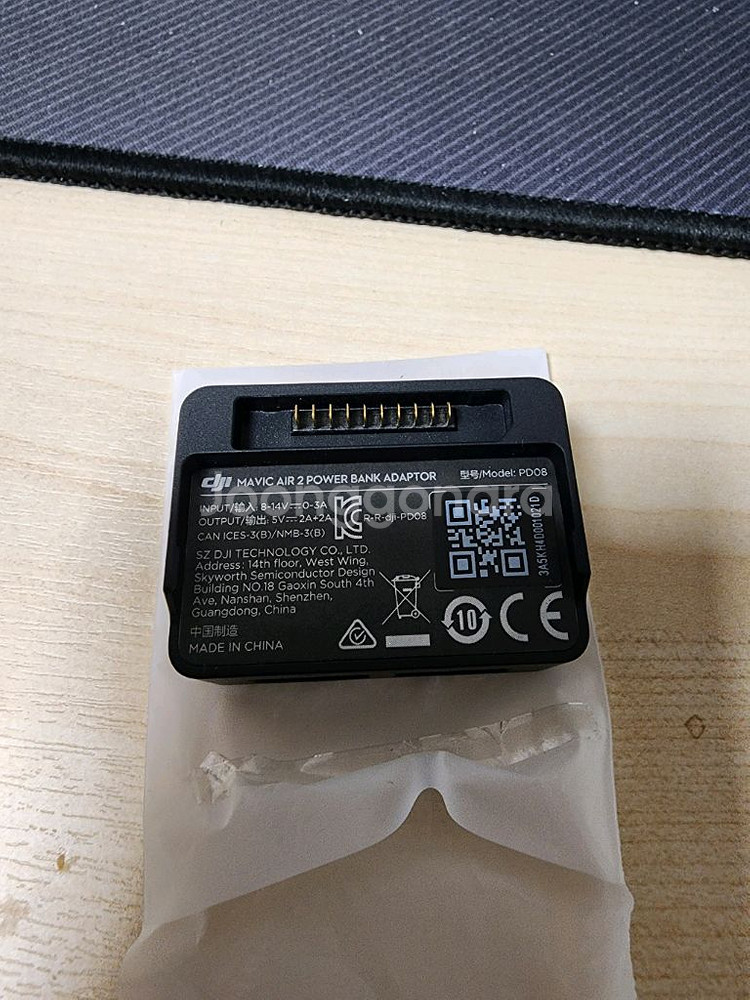 dji MAVIC AIR 2 POWER BANK ADAPTOR 型号/Model: PD08
INPUT/输入: 8-14V⎓0-3A
OUTPUT/输出: 5V⎓2A+2A R-R-dji-PD08
CAN ICES-3(B)/NMB-3(B)
SZ DJI TECHNOLOGY CO., LTD.
Address: 14th floor, West Wing,
Skyworth Semiconductor Design
Building NO.18 Gaoxin South 4th
Ave, Nanshan, Shenzhen,
Guangdong, China
中国制造
MADE IN CHINA
10
CE
3A5KH4D001021D
Joonggonara